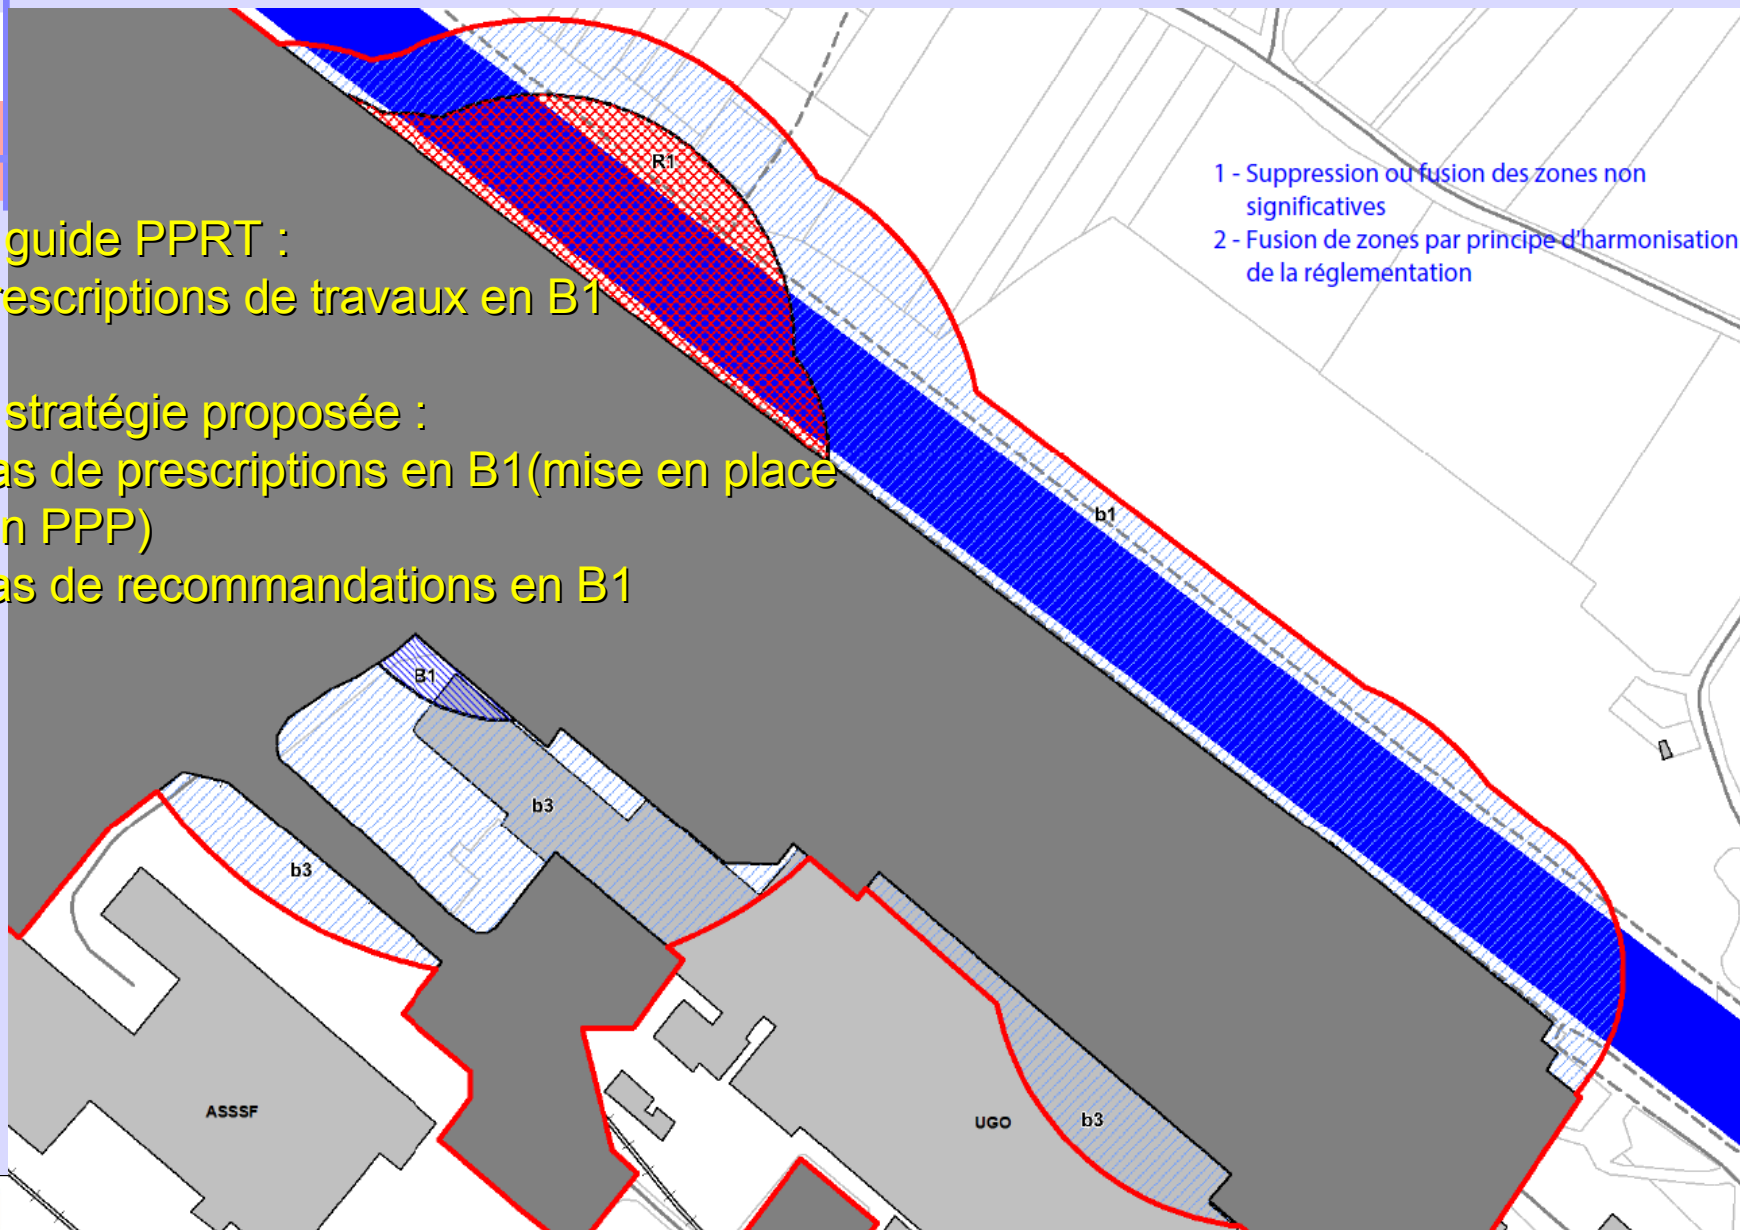 1 - Suppression ou fusion des zones non
significatives
2 - Fusion de zones par principe d'harmonisation
de la réglementation
R1
guide PPRT :
escriptions de travaux en B1
stratégie proposée :
as de prescriptions en B1(mise en place
n PPP)
as de recommandations en B1
b1
B1
b3
b3
ASSSF
UGO
b3